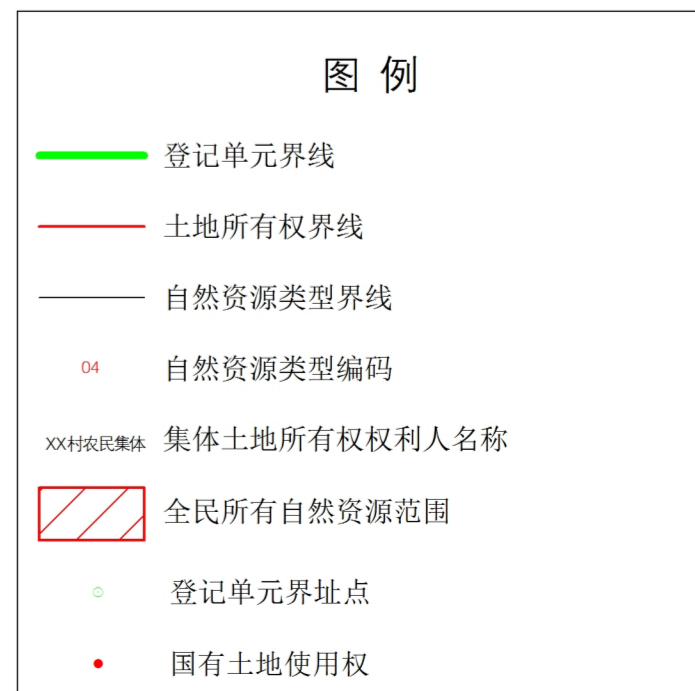 图 例
登记单元界线
土地所有权界线
自然资源类型界线
04 自然资源类型编码
XX村农民集体 集体土地所有权权利人名称
全民所有自然资源范围
登记单元界址点
国有土地使用权